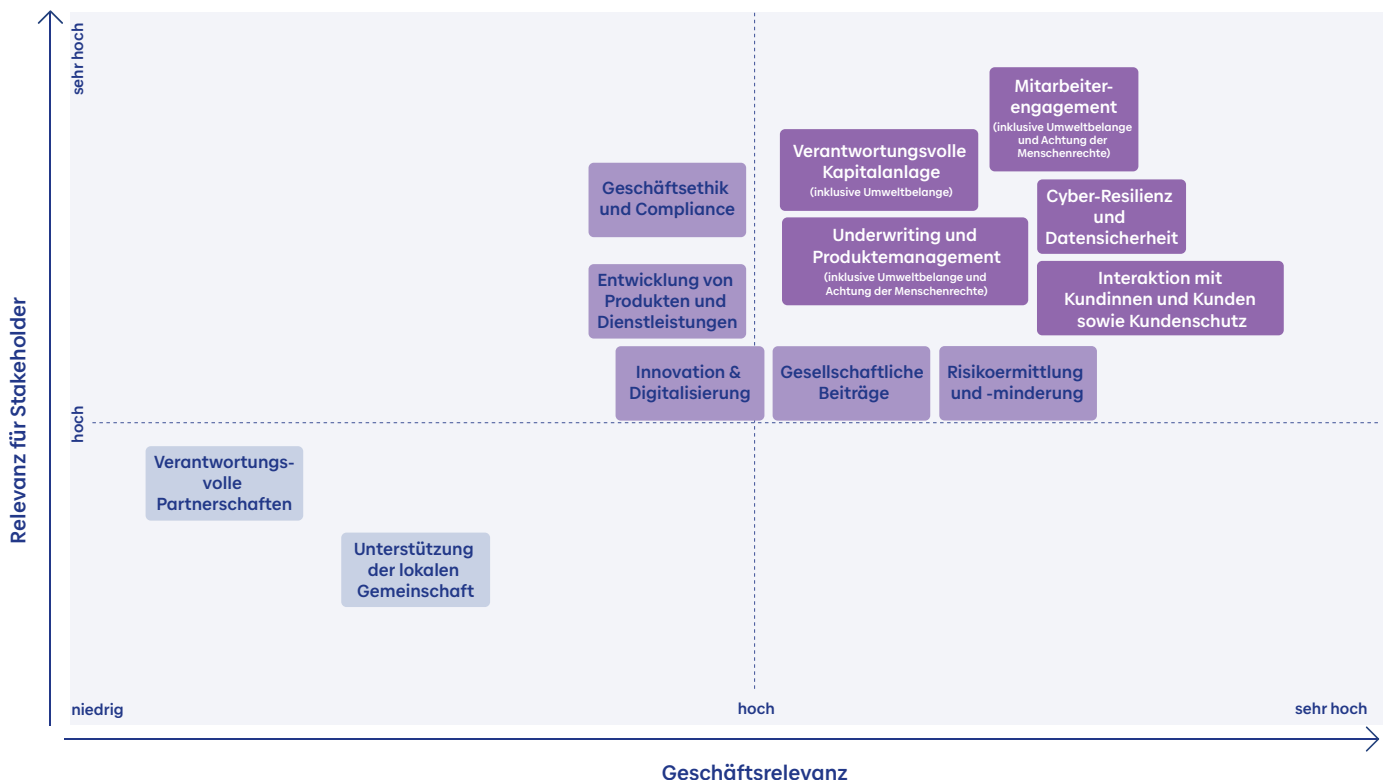 sehr hoch
Mitarbeiter-
engagement
(inklusive Umweltbelange
und Achtung der
Menschenrechte)
Verantwortungsvolle
Kapitalanlage
(inklusive Umweltbelange)
Geschäftsethik
und Compliance
Cyber-Resilienz
und
Datensicherheit
Underwriting und
Produktemanagement
(inklusive Umweltbelange und
Achtung der Menschenrechte)
Entwicklung von
Produkten und
Dienstleistungen
Interaktion mit
Kundinnen und Kunden
sowie Kundenschutz
Innovation &
Digitalisierung
Gesellschaftliche
Beiträge
Risikoermittlung
und -minderung
Relevanz für Stakeholder
hoch
Verantwortungs-
volle
Partnerschaften
Unterstützung
der lokalen
Gemeinschaft
niedrig
hoch
sehr hoch
Geschäftsrelevanz